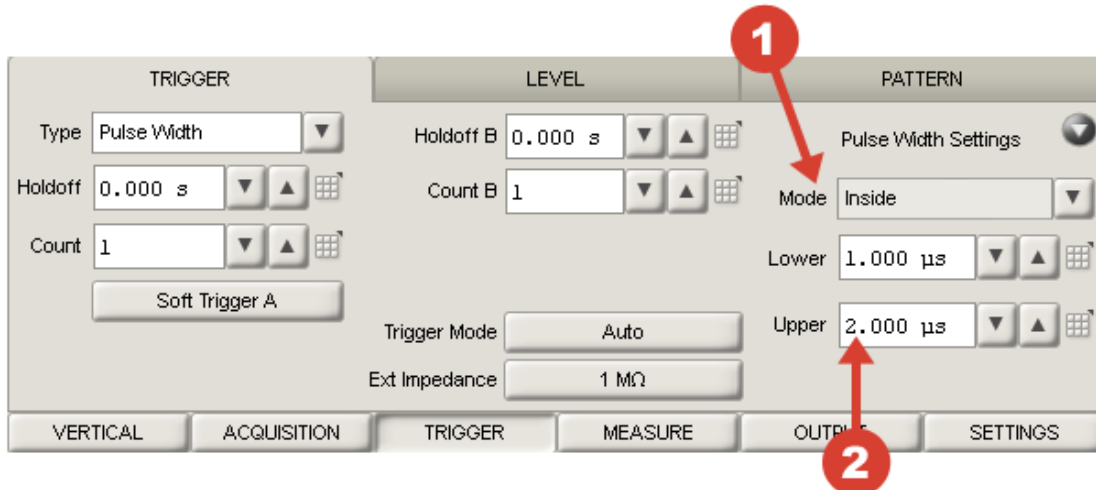 1
TRIGGER LEVEL PATTERN
Type Pulse Width Holdoff B 0.000 s Pulse Width Settings
Holdoff 0.000 s Count B 1 Mode Inside
Count 1 Lower 1.000 μs
Soft Trigger A
Trigger Mode Auto Upper 2.000 μs
Ext Impedance 1 MΩ
VERTICAL ACQUISITION TRIGGER MEASURE OUTPUT SETTINGS
2